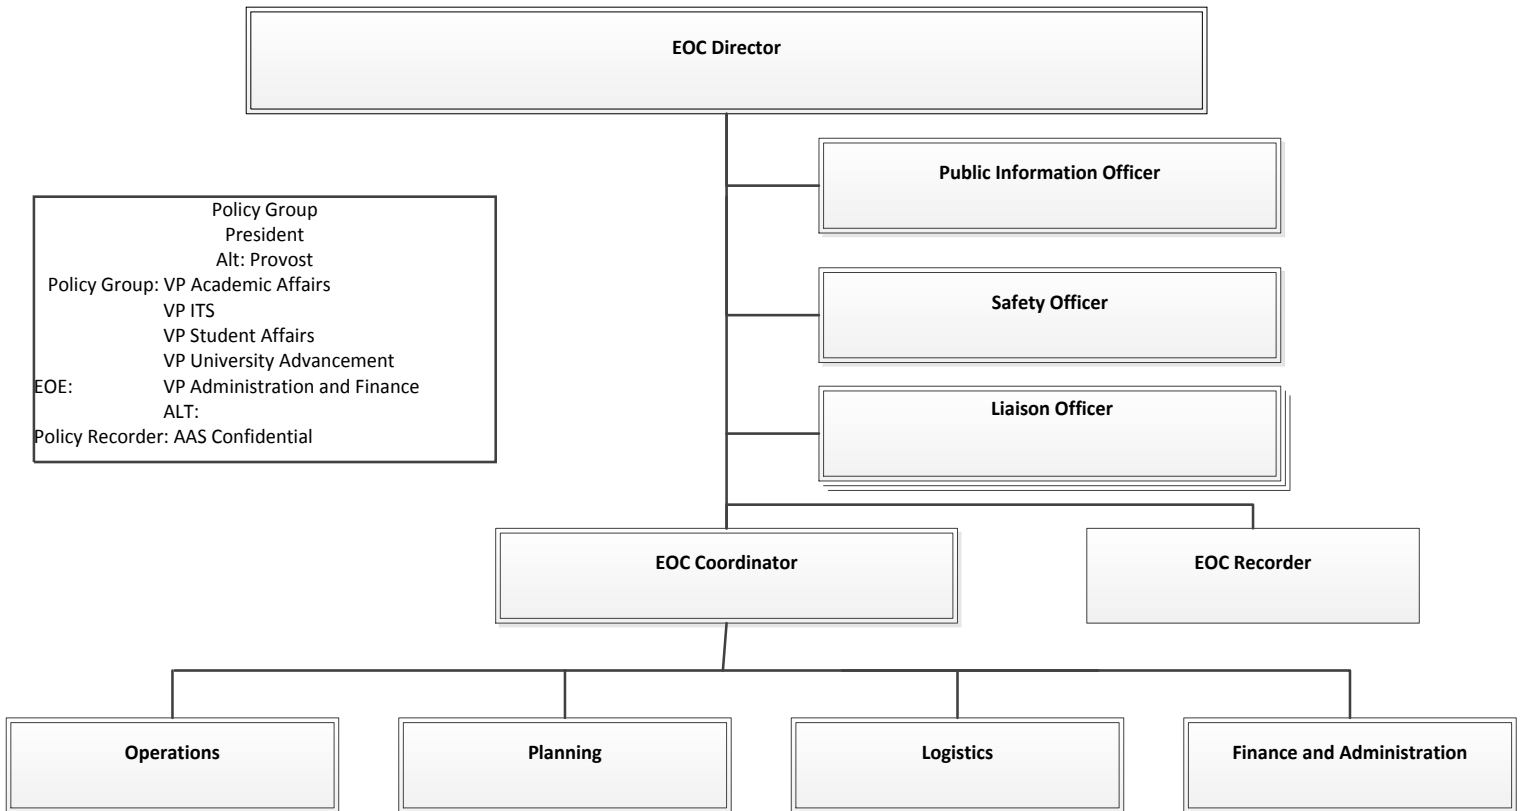 EOC Director
Public Information Officer
Policy Group
President
Alt: Provost
Policy Group: VP Academic Affairs
VP ITS
VP Student Affairs
VP University Advancement
EOE: VP Administration and Finance
ALT:
Policy Recorder: AAS Confidential
Safety Officer
Liaison Officer
EOC Coordinator
EOC Recorder
Operations
Planning
Logistics
Finance and Administration